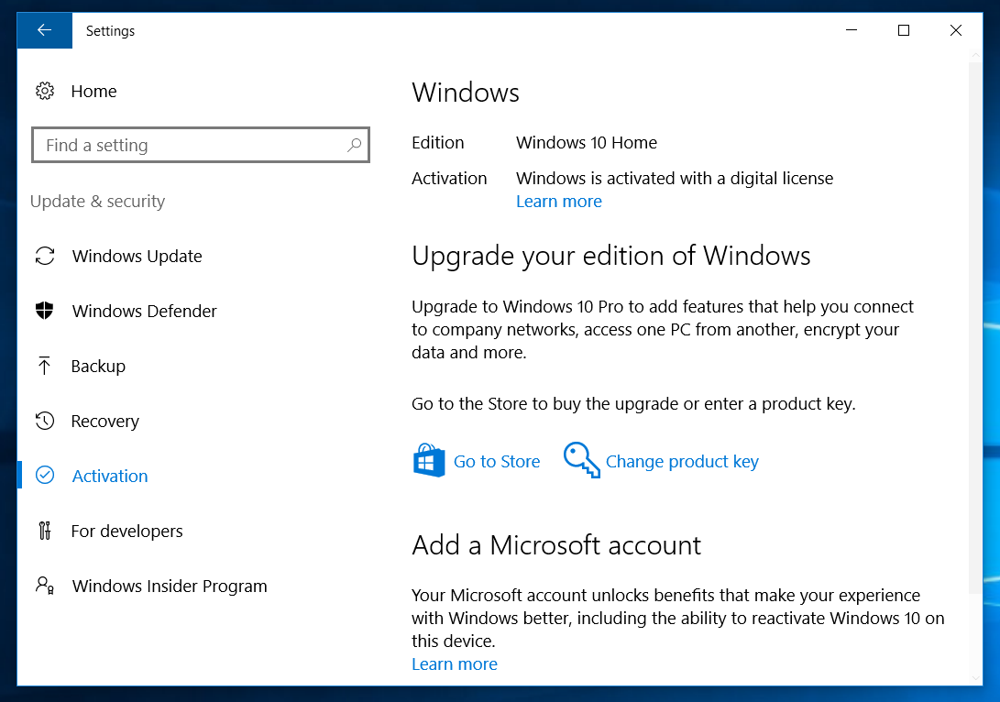 Settings
Home
Find a setting
Update & security
Windows Update
Windows Defender
Backup
Recovery
Activation
For developers
Windows Insider Program
Windows
Edition Windows 10 Home
Activation Windows is activated with a digital license
Learn more
Upgrade your edition of Windows
Upgrade to Windows 10 Pro to add features that help you connect
to company networks, access one PC from another, encrypt your
data and more.
Go to the Store to buy the upgrade or enter a product key.
Go to Store Change product key
Add a Microsoft account
Your Microsoft account unlocks benefits that make your experience
with Windows better, including the ability to reactivate Windows 10 on
this device.
Learn more